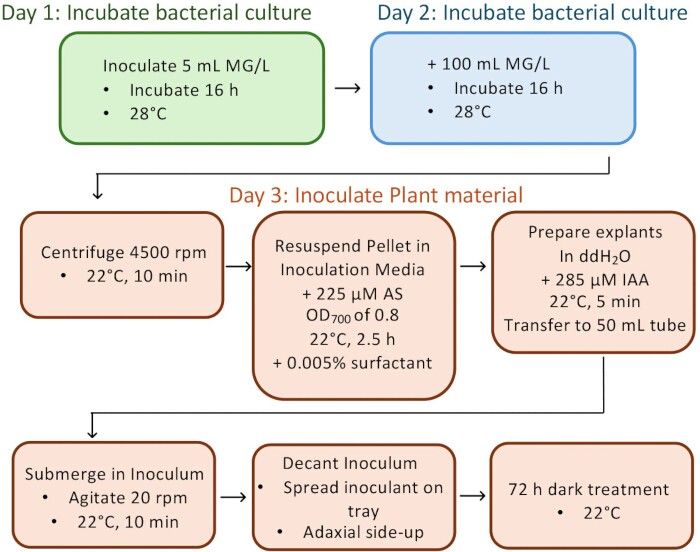 Day 1: Incubate bacterial culture
Day 2: Incubate bacterial culture
Inoculate 5 mL MG/L
• Incubate 16 h
• 28°C
+ 100 mL MG/L
• Incubate 16 h
• 28°C
Day 3: Inoculate Plant material
Centrifuge 4500 rpm
• 22°C, 10 min
Resuspend Pellet in
Inoculation Media
+ 225 µM AS
OD700 of 0.8
22°C, 2.5 h
+ 0.005% surfactant
Prepare explants
In ddH2O
+ 285 µM IAA
22°C, 5 min
Transfer to 50 mL tube
Submerge in Inoculum
• Agitate 20 rpm
• 22°C, 10 min
Decant Inoculum
• Spread inoculant on
tray
• Adaxial side-up
72 h dark treatment
• 22°C